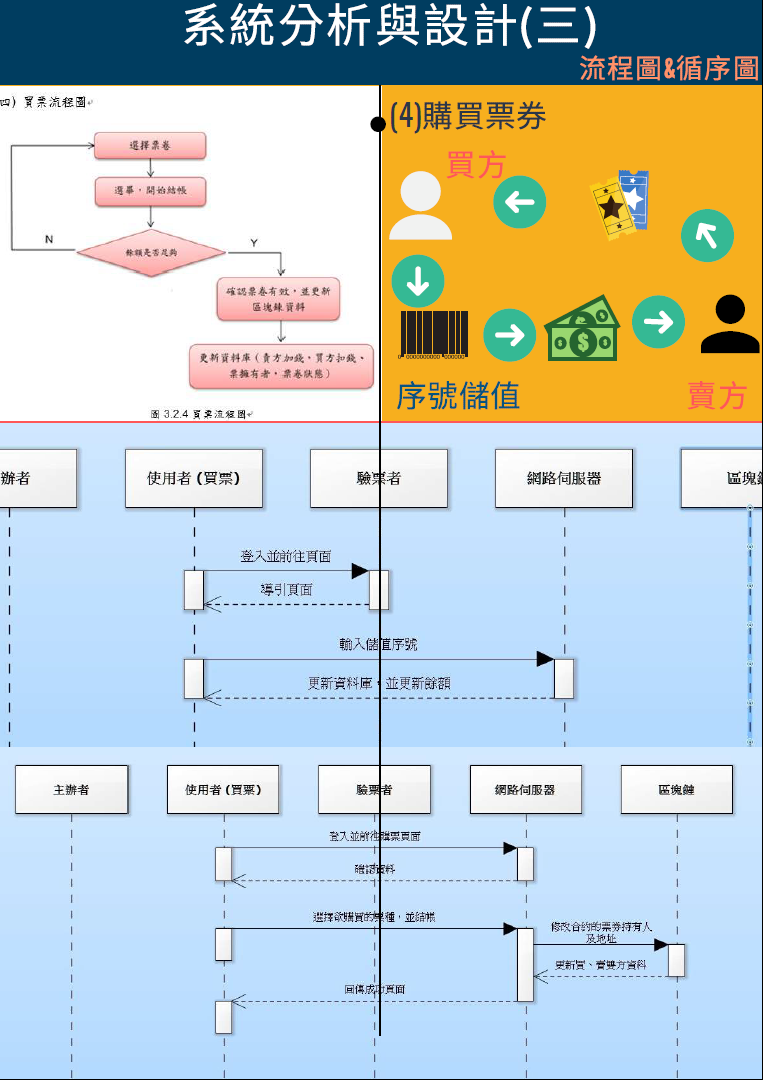 系統分析與設計(三)
流程圖&循序圖
四）買票流程圖
選擇票卷
選畢，開始結帳
餘額是否足夠
N
Y
確認票卷有效，並更新
區塊鍊資料
更新資料庫（賣方加錢，買方扣錢、
票擁有者，票卷狀態）
圖 3.2.4 買票流程圖
(4)購買票券
買方
序號儲值
賣方
辦者
使用者 (買票)
驗票者
網路伺服器
區塊
登入並前往頁面
導引頁面
輸入儲值序號
更新資料庫，並更新餘額
主辦者
使用者 (買票)
驗票者
網路伺服器
區塊鏈
登入並前往購票頁面
確認資料
選擇欲購買的票種，並結帳
修改合約的票券持有人
及地址
更新買、賣雙方資料
回傳成功頁面